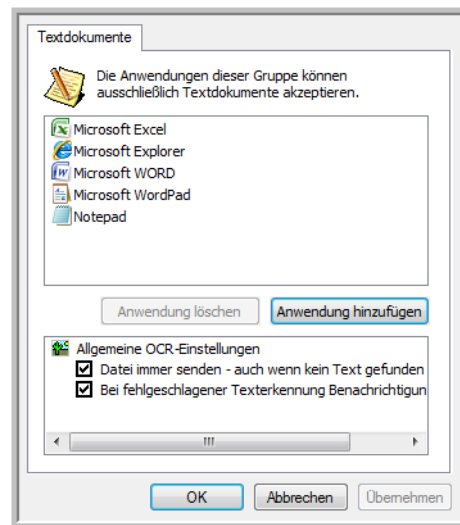 Textdokumente
Die Anwendungen dieser Gruppe können
ausschließlich Textdokumente akzeptieren.
Microsoft Excel
Microsoft Explorer
Microsoft WORD
Microsoft WordPad
Notepad
Anwendung löschen Anwendung hinzufügen
Allgemeine OCR-Einstellungen
Datei immer senden - auch wenn kein Text gefunden
Bei fehlgeschlagener Texterkennung Benachrichtigun
OK Abbrechen Übernehmen